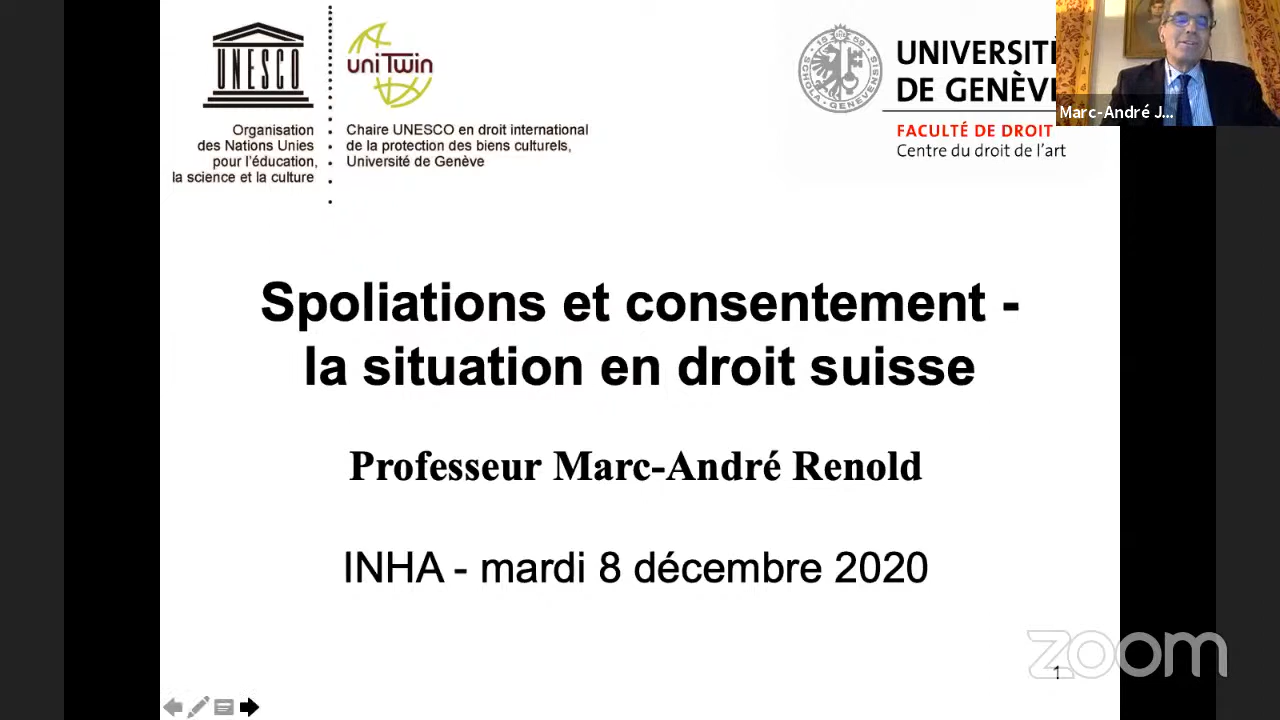 UNESCO
Organisation
des Nations Unies
pour l'éducation,
la science et la culture
uniTwin
Chaire UNESCO en droit international
de la protection des biens culturels,
Université de Genève
SCHOLA GENEVENSIS 1559
UNIVERSITÉ
DE GENÈVE
FACULTÉ DE DROIT
Centre du droit de l'art
Marc-André J...
Spoliations et consentement -
la situation en droit suisse
Professeur Marc-André Renold
INHA - mardi 8 décembre 2020
zoom
1